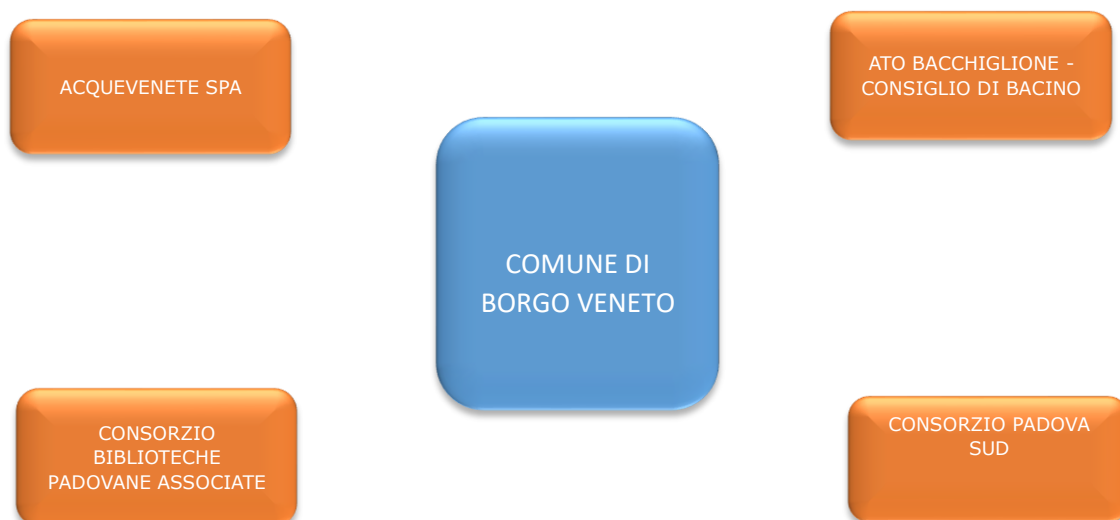 ACQUEVENETE SPA
ATO BACCHIGLIONE -
CONSIGLIO DI BACINO
COMUNE DI
BORGO VENETO
CONSORZIO
BIBLIOTECHE
PADOVANE ASSOCIATE
CONSORZIO PADOVA
SUD